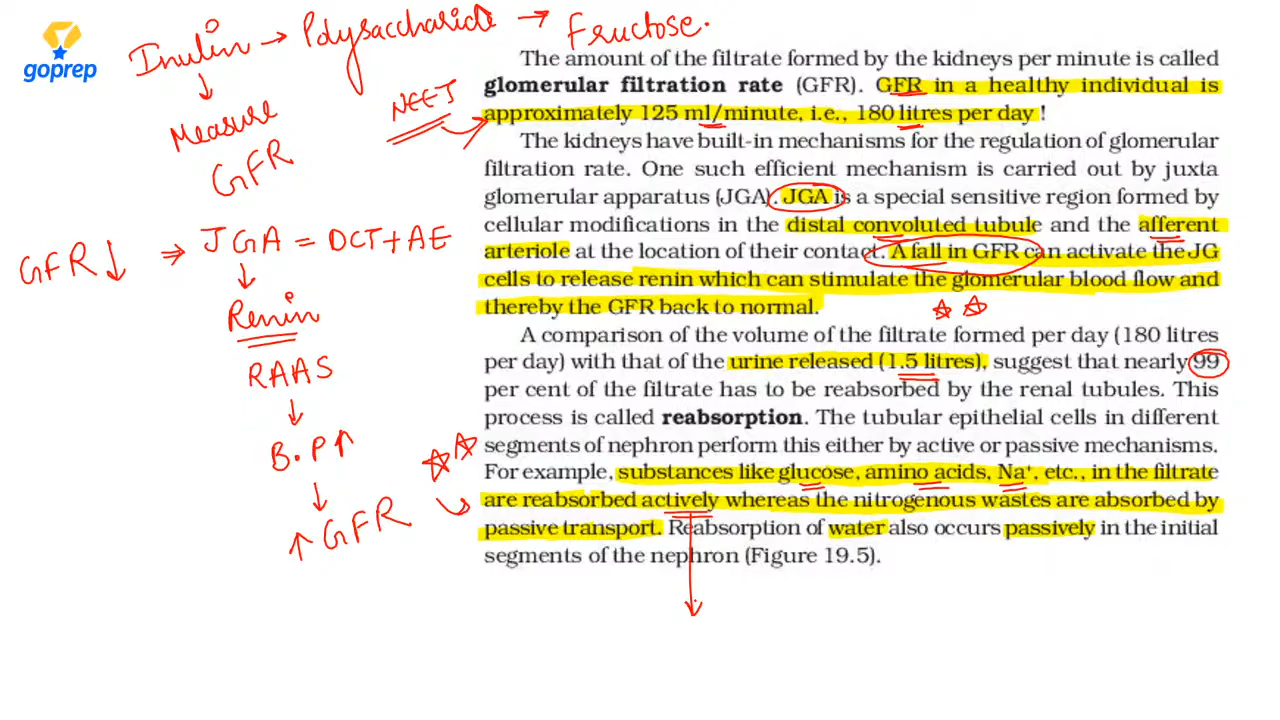 goprep
Inulin → Polysaccharide → Fructose.
↓
Measure
GFR
NEET
GFR↓ ⇒ JGA = DCT+AE
↓
Renin
RAAS
↓
B.P↑
↓
↑GFR
The amount of the filtrate formed by the kidneys per minute is called
glomerular filtration rate (GFR). GFR in a healthy individual is
approximately 125 ml/minute, i.e., 180 litres per day !
The kidneys have built-in mechanisms for the regulation of glomerular
filtration rate. One such efficient mechanism is carried out by juxta
glomerular apparatus (JGA). JGA is a special sensitive region formed by
cellular modifications in the distal convoluted tubule and the afferent
arteriole at the location of their contact. A fall in GFR can activate the JG
cells to release renin which can stimulate the glomerular blood flow and
thereby the GFR back to normal.
A comparison of the volume of the filtrate formed per day (180 litres
per day) with that of the urine released (1.5 litres), suggest that nearly 99
per cent of the filtrate has to be reabsorbed by the renal tubules. This
process is called reabsorption. The tubular epithelial cells in different
segments of nephron perform this either by active or passive mechanisms.
For example, substances like glucose, amino acids, Na⁺, etc., in the filtrate
are reabsorbed actively whereas the nitrogenous wastes are absorbed by
passive transport. Reabsorption of water also occurs passively in the initial
segments of the nephron (Figure 19.5).